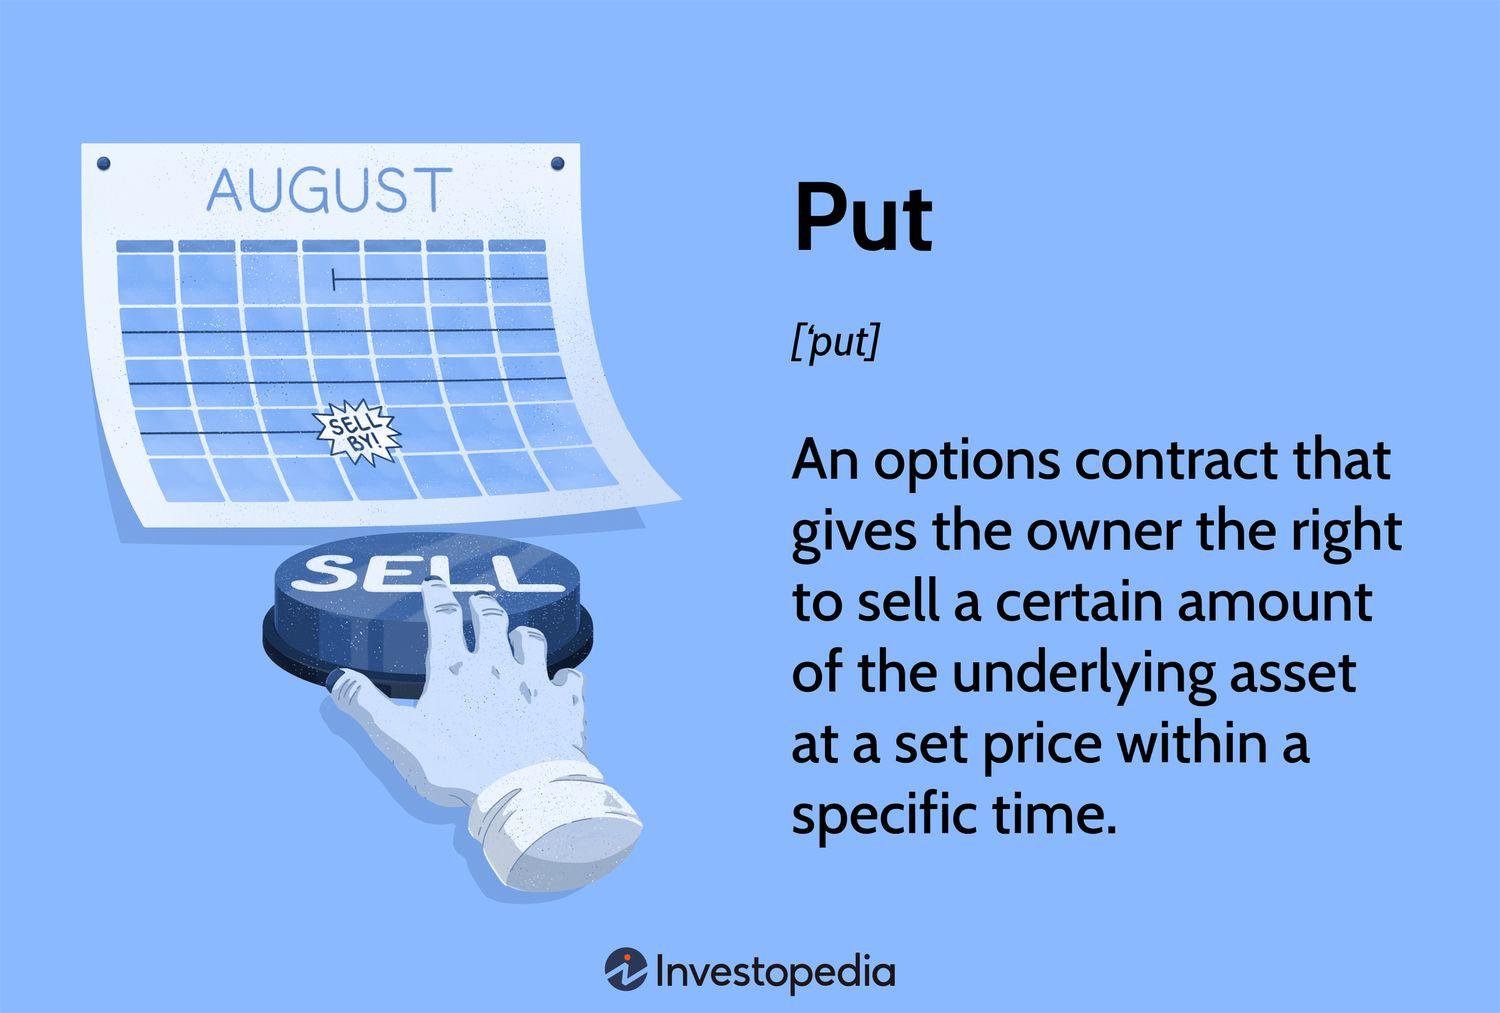 AUGUST
SELL
BY!
SELL
Put
[ˈput]
An options contract that
gives the owner the right
to sell a certain amount
of the underlying asset
at a set price within a
specific time.
Investopedia